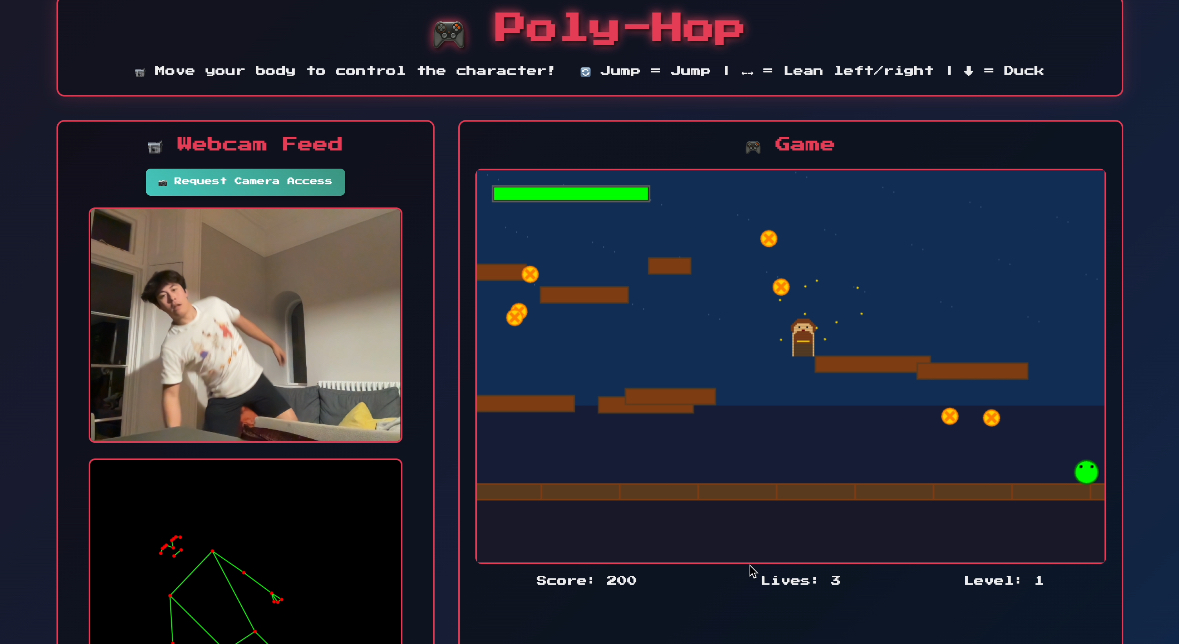 Poly-Hop
Move your body to control the character! Jump = Jump | ↔ = Lean left/right | ⬇ = Duck
Webcam Feed
Request Camera Access
Game
Score: 200
Lives: 3
Level: 1